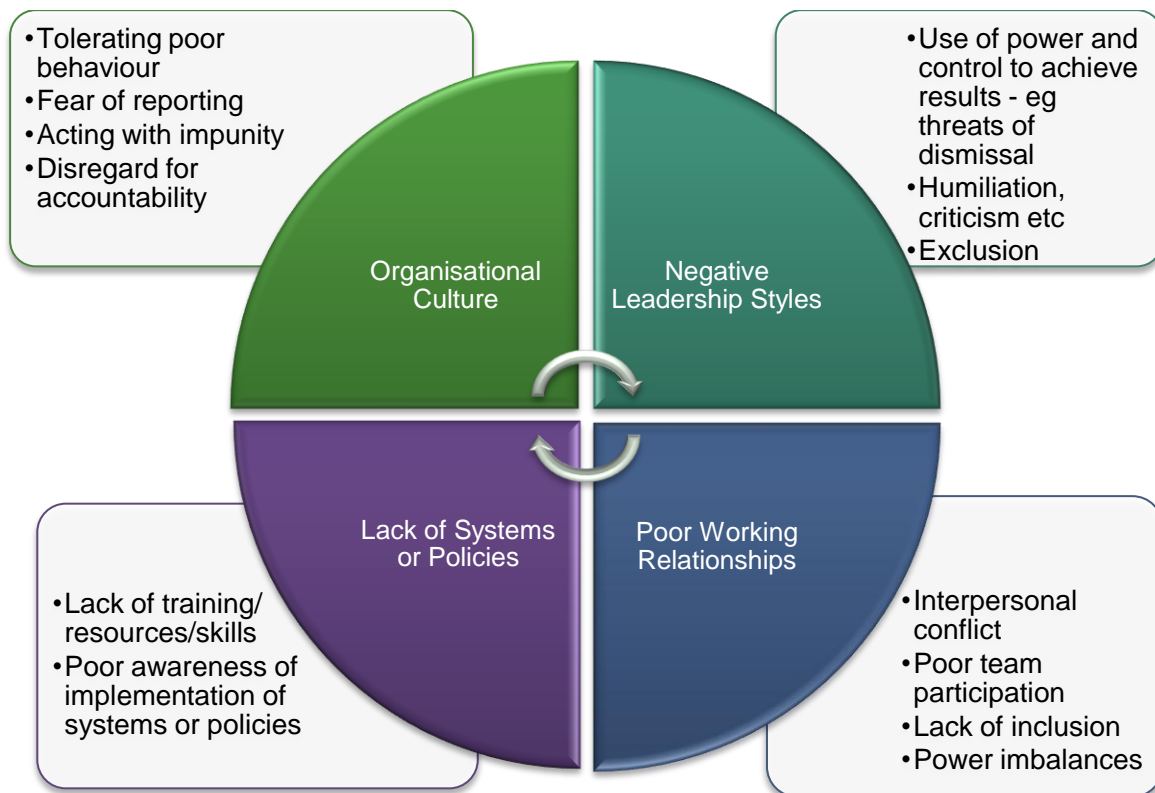 •Tolerating poor
behaviour
•Fear of reporting
•Acting with impunity
•Disregard for
accountability
•Use of power and
control to achieve
results - eg
threats of
dismissal
•Humiliation,
criticism etc
•Exclusion
Organisational
Culture
Negative
Leadership Styles
Lack of Systems
or Policies
Poor Working
Relationships
•Lack of training/
resources/skills
•Poor awareness of
implementation of
systems or policies
•Interpersonal
conflict
•Poor team
participation
•Lack of inclusion
•Power imbalances